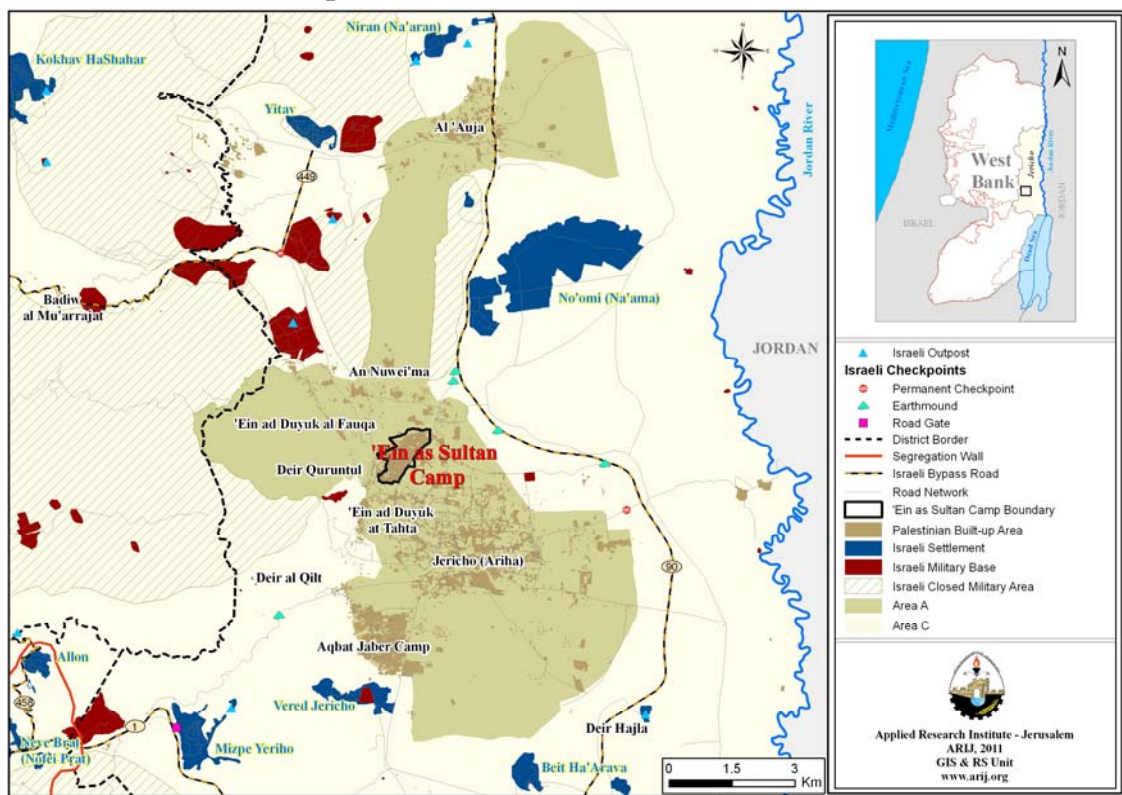 Niran (Na'aran)
Kokhav HaShahar
Yitav
Al 'Auja
Jordan River
449
No'omi (Na'ama)
Badiw
al Mu'arrajat
JORDAN
An Nuwei'ma
'Ein ad Duyuk al Fauqa
'Ein as Sultan
Camp
Deir Quruntul
'Ein ad Duyuk
at Tahta
Jericho (Ariha)
90
Deir al Qilt
Aqbat Jaber Camp
Allon
458
Vered Jericho
Deir Hajla
1
Neve Brat
(Nofei Prat)
Mizpe Yeriho
Beit Ha'Arava
0 1.5 3
Km
N
Mediterranean Sea
West
Bank
Jericho
Jordan River
ISRAEL
JORDAN
Dead Sea
Israeli Outpost
Israeli Checkpoints
Permanent Checkpoint
Earthmound
Road Gate
District Border
Segregation Wall
Israeli Bypass Road
Road Network
'Ein as Sultan Camp Boundary
Palestinian Built-up Area
Israeli Settlement
Israeli Military Base
Israeli Closed Military Area
Area A
Area C
Applied Research Institute - Jerusalem
ARIJ, 2011
GIS & RS Unit
www.arij.org